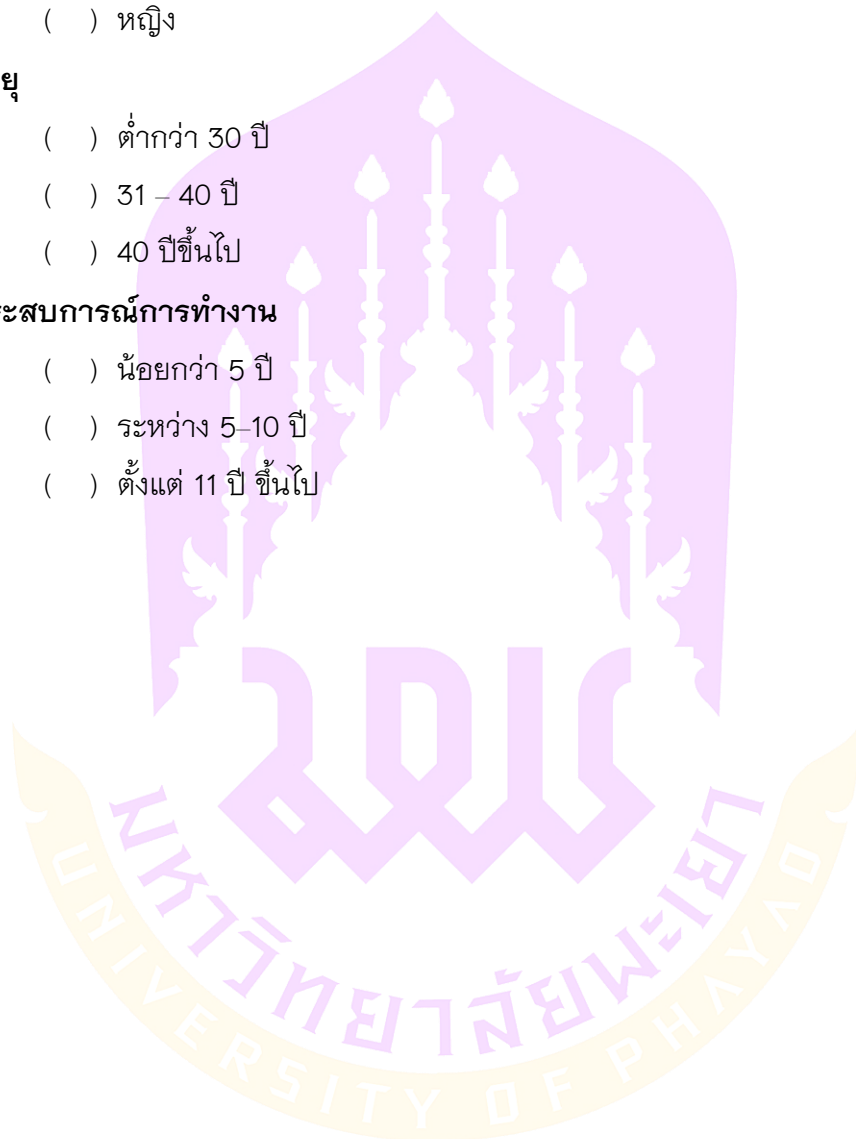 (   ) หญิง
ยุ
(   ) ต่ำกว่า 30 ปี
(   ) 31 – 40 ปี
(   ) 40 ปีขึ้นไป
ระสบการณ์การทำงาน
(   ) น้อยกว่า 5 ปี
(   ) ระหว่าง 5–10 ปี
(   ) ตั้งแต่ 11 ปี ขึ้นไป
มหาวิทยาลัยพะเยา
UNIVERSITY OF PHAYAO